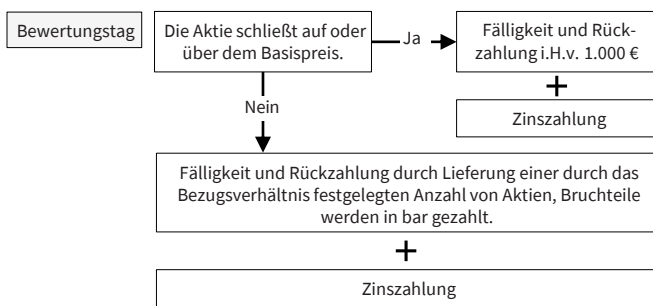 Bewertungstag
Die Aktie schließt auf oder
über dem Basispreis.
Ja
Fälligkeit und Rück-
zahlung i.H.v. 1.000 €
+
Zinszahlung
Nein
Fälligkeit und Rückzahlung durch Lieferung einer durch das
Bezugsverhältnis festgelegten Anzahl von Aktien, Bruchteile
werden in bar gezahlt.
+
Zinszahlung